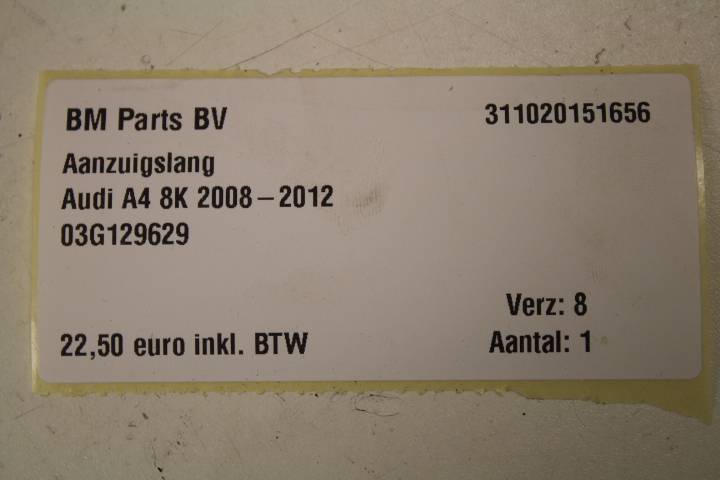 BM Parts BV 311020151656
Aanzuigslang
Audi A4 8K 2008 – 2012
03G129629
Verz: 8
22,50 euro inkl. BTW Aantal: 1